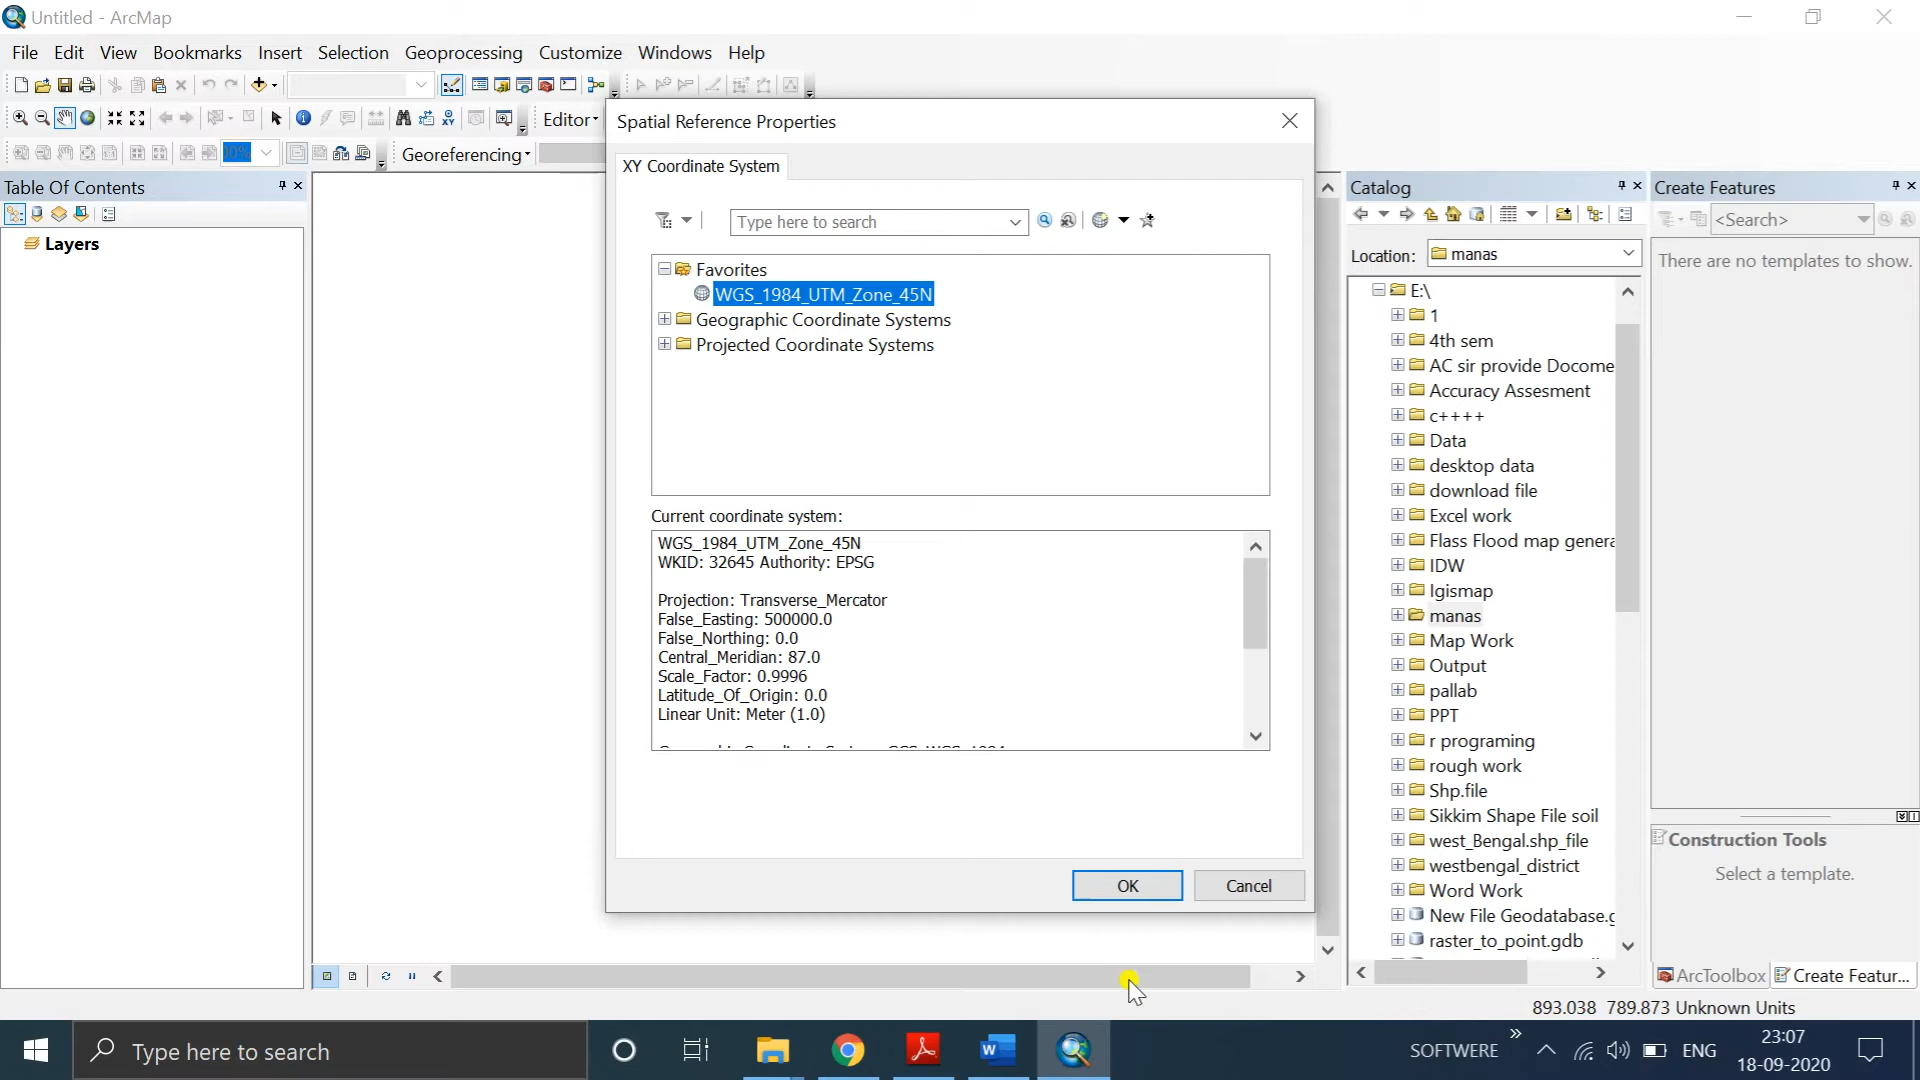 Untitled - ArcMap
File Edit View Bookmarks Insert Selection Geoprocessing Customize Windows Help
Editor
Georeferencing
Table Of Contents
Layers
Spatial Reference Properties
XY Coordinate System
Type here to search
Favorites
WGS_1984_UTM_Zone_45N
Geographic Coordinate Systems
Projected Coordinate Systems
Current coordinate system:
WGS_1984_UTM_Zone_45N
WKID: 32645 Authority: EPSG
Projection: Transverse_Mercator
False_Easting: 500000.0
False_Northing: 0.0
Central_Meridian: 87.0
Scale_Factor: 0.9996
Latitude_Of_Origin: 0.0
Linear Unit: Meter (1.0)
OK Cancel
Catalog
Location: manas
E:\
1
4th sem
AC sir provide Docome
Accuracy Assesment
c++++
Data
desktop data
download file
Excel work
Flass Flood map genera
IDW
Igismap
manas
Map Work
Output
pallab
PPT
r programing
rough work
Shp.file
Sikkim Shape File soil
west_Bengal.shp_file
westbengal_district
Word Work
New File Geodatabase.g
raster_to_point.gdb
Create Features
<Search>
There are no templates to show.
Construction Tools
Select a template.
ArcToolbox Create Featur...
893.038 789.873 Unknown Units
Type here to search
SOFTWERE
ENG
23:07
18-09-2020